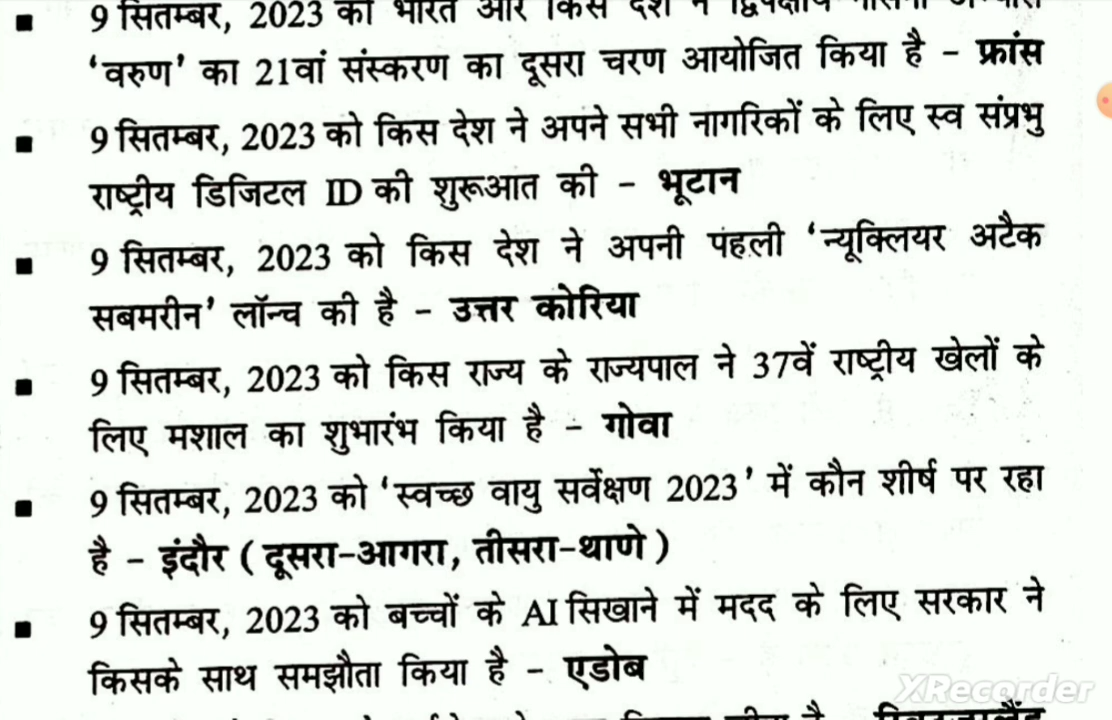 ▪ 9 सितम्बर, 2023 को भारत और किस देश ने द्विपक्षीय
'वरुण' का 21वां संस्करण का दूसरा चरण आयोजित किया है - फ्रांस
▪ 9 सितम्बर, 2023 को किस देश ने अपने सभी नागरिकों के लिए स्व संप्रभु
राष्ट्रीय डिजिटल ID की शुरूआत की - भूटान
▪ 9 सितम्बर, 2023 को किस देश ने अपनी पहली 'न्यूक्लियर अटैक
सबमरीन' लॉन्च की है - उत्तर कोरिया
▪ 9 सितम्बर, 2023 को किस राज्य के राज्यपाल ने 37वें राष्ट्रीय खेलों के
लिए मशाल का शुभारंभ किया है - गोवा
▪ 9 सितम्बर, 2023 को 'स्वच्छ वायु सर्वेक्षण 2023' में कौन शीर्ष पर रहा
है - इंदौर ( दूसरा-आगरा, तीसरा-थाणे )
▪ 9 सितम्बर, 2023 को बच्चों के AI सिखाने में मदद के लिए सरकार ने
किसके साथ समझौता किया है - एडोब
XRecorder